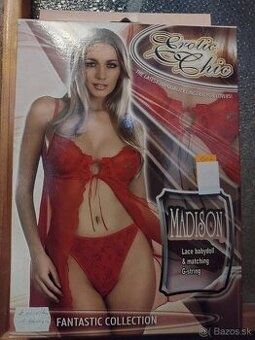 Erotic
Chic
MADISON
Lace babydoll
& matching
G-string
FANTASTIC COLLECTION
Bazos.sk